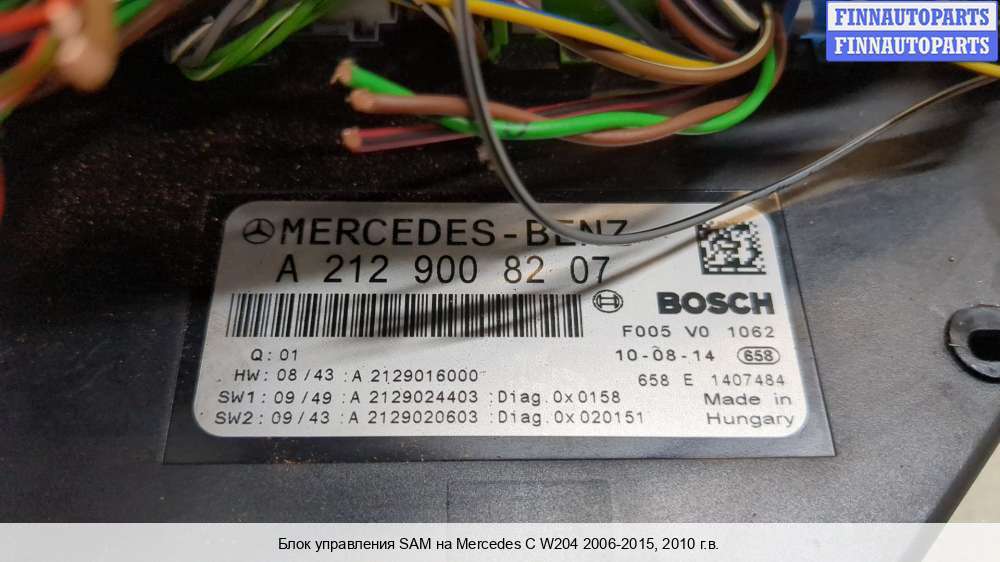 FINNAUTOPARTS
FINNAUTOPARTS
MERCEDES-BENZ
A 212 900 82 07
BOSCH
F005 V0 1062
Q: 01
10-08-14 658
HW: 08/43 :A 2129016000
658 E 1407484
SW1: 09/49 :A 2129024403 :Diag.0x0158
Made in
SW2: 09/43 :A 2129020603 :Diag.0x020151
Hungary
Блок управления SAM на Mercedes C W204 2006-2015, 2010 г.в.